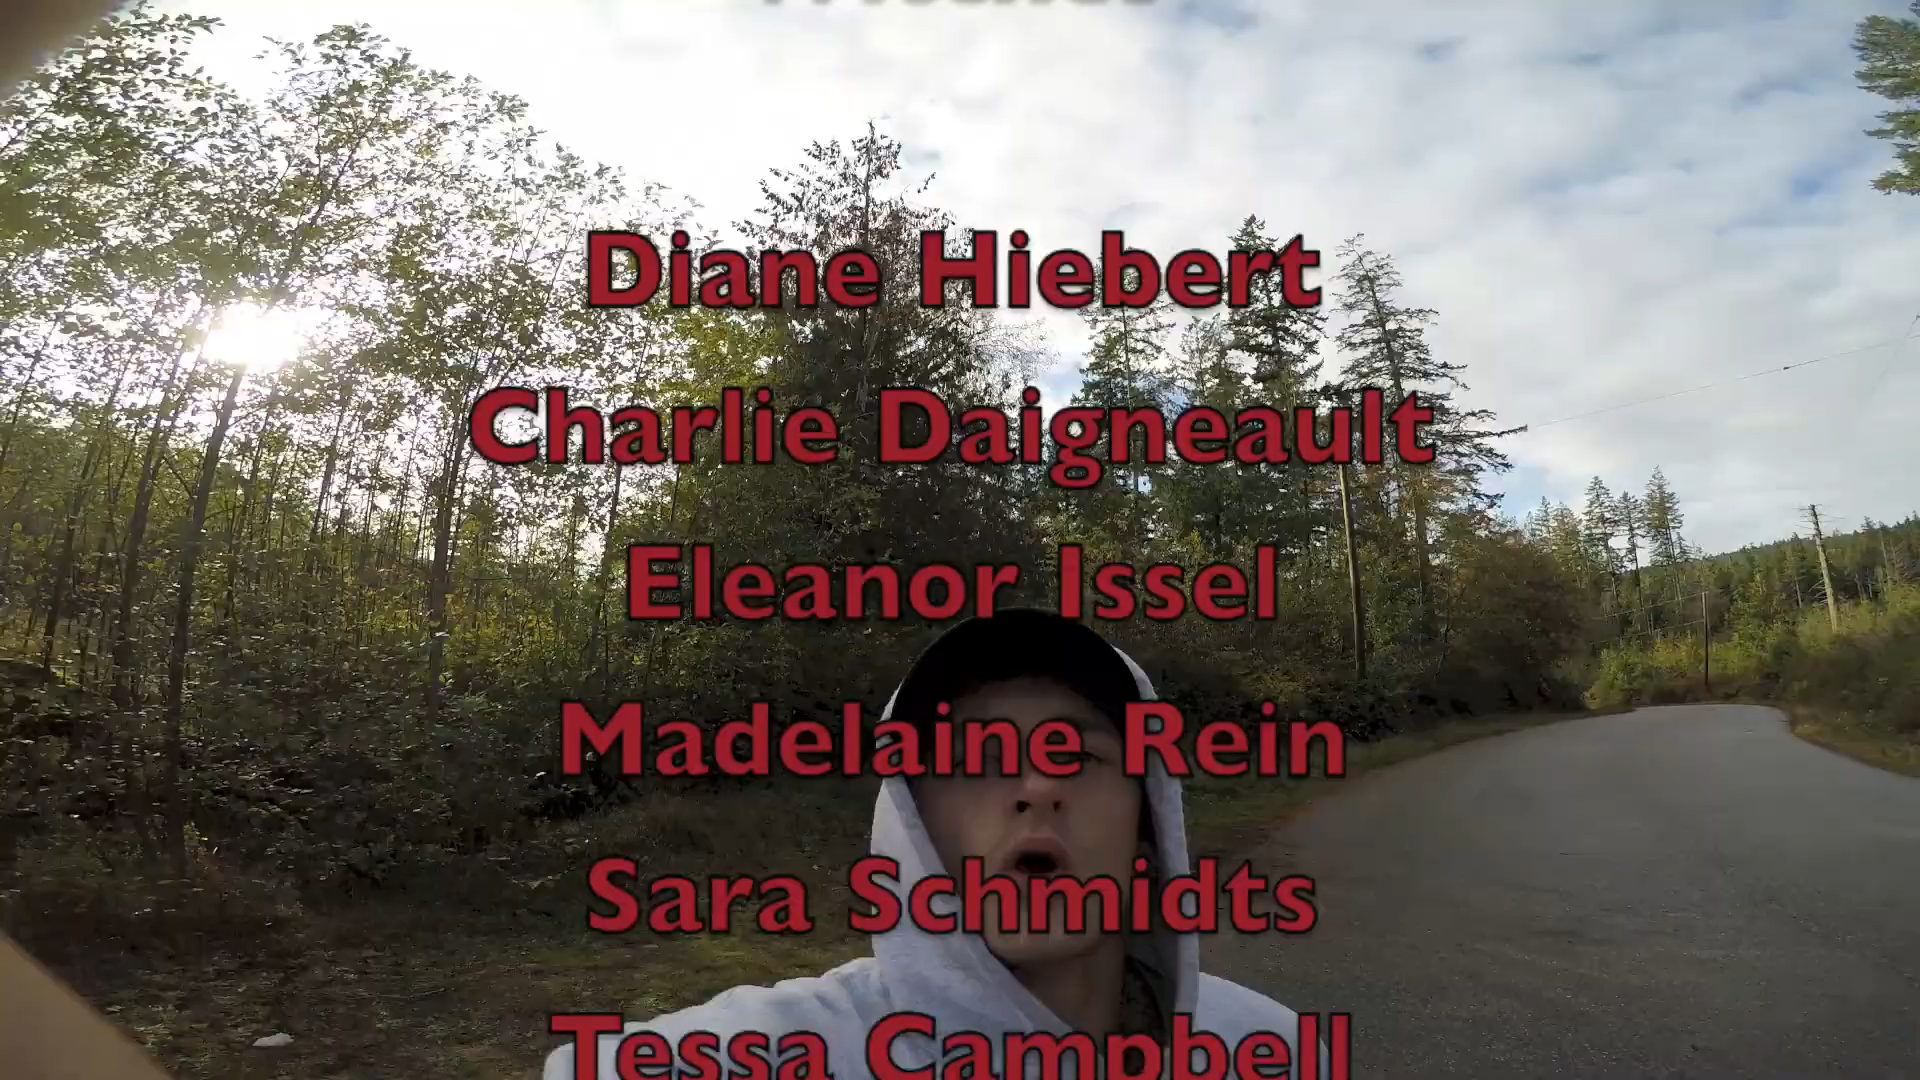 Diane Hiebert
Charlie Daigneault
Eleanor Issel
Madelaine Rein
Sara Schmidts
Tessa Campbell